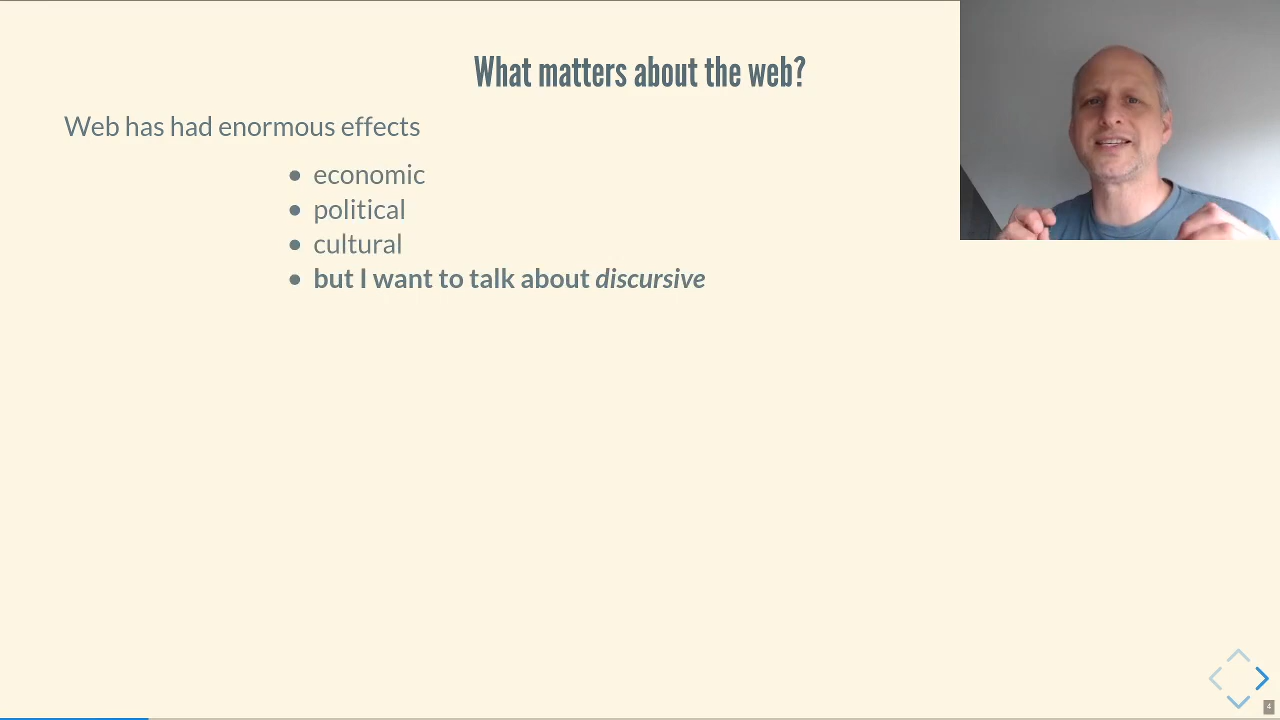 What matters about the web?
Web has had enormous effects
• economic
• political
• cultural
• but I want to talk about discursive
4